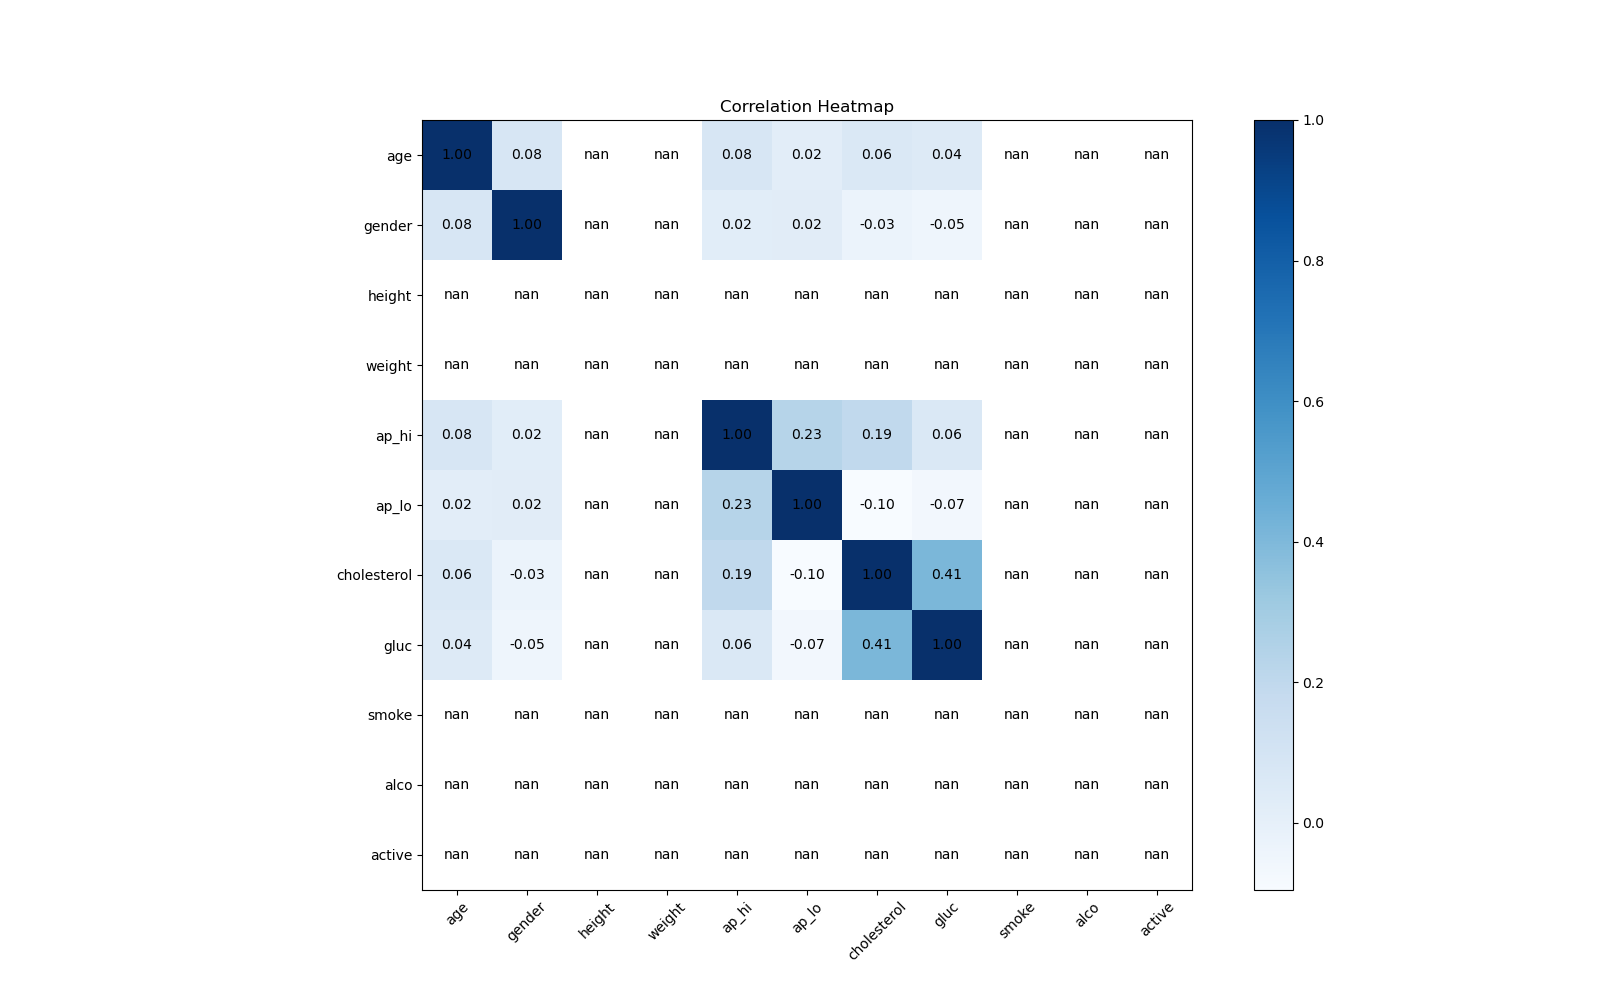 Correlation Heatmap
age 1.00 0.08 nan nan 0.08 0.02 0.06 0.04 nan nan nan
gender 0.08 1.00 nan nan 0.02 0.02 -0.03 -0.05 nan nan nan
height nan nan nan nan nan nan nan nan nan nan nan
weight nan nan nan nan nan nan nan nan nan nan nan
ap_hi 0.08 0.02 nan nan 1.00 0.23 0.19 0.06 nan nan nan
ap_lo 0.02 0.02 nan nan 0.23 1.00 -0.10 -0.07 nan nan nan
cholesterol 0.06 -0.03 nan nan 0.19 -0.10 1.00 0.41 nan nan nan
gluc 0.04 -0.05 nan nan 0.06 -0.07 0.41 1.00 nan nan nan
smoke nan nan nan nan nan nan nan nan nan nan nan
alco nan nan nan nan nan nan nan nan nan nan nan
active nan nan nan nan nan nan nan nan nan nan nan
age gender height weight ap_hi ap_lo cholesterol gluc smoke alco active
1.0
0.8
0.6
0.4
0.2
0.0